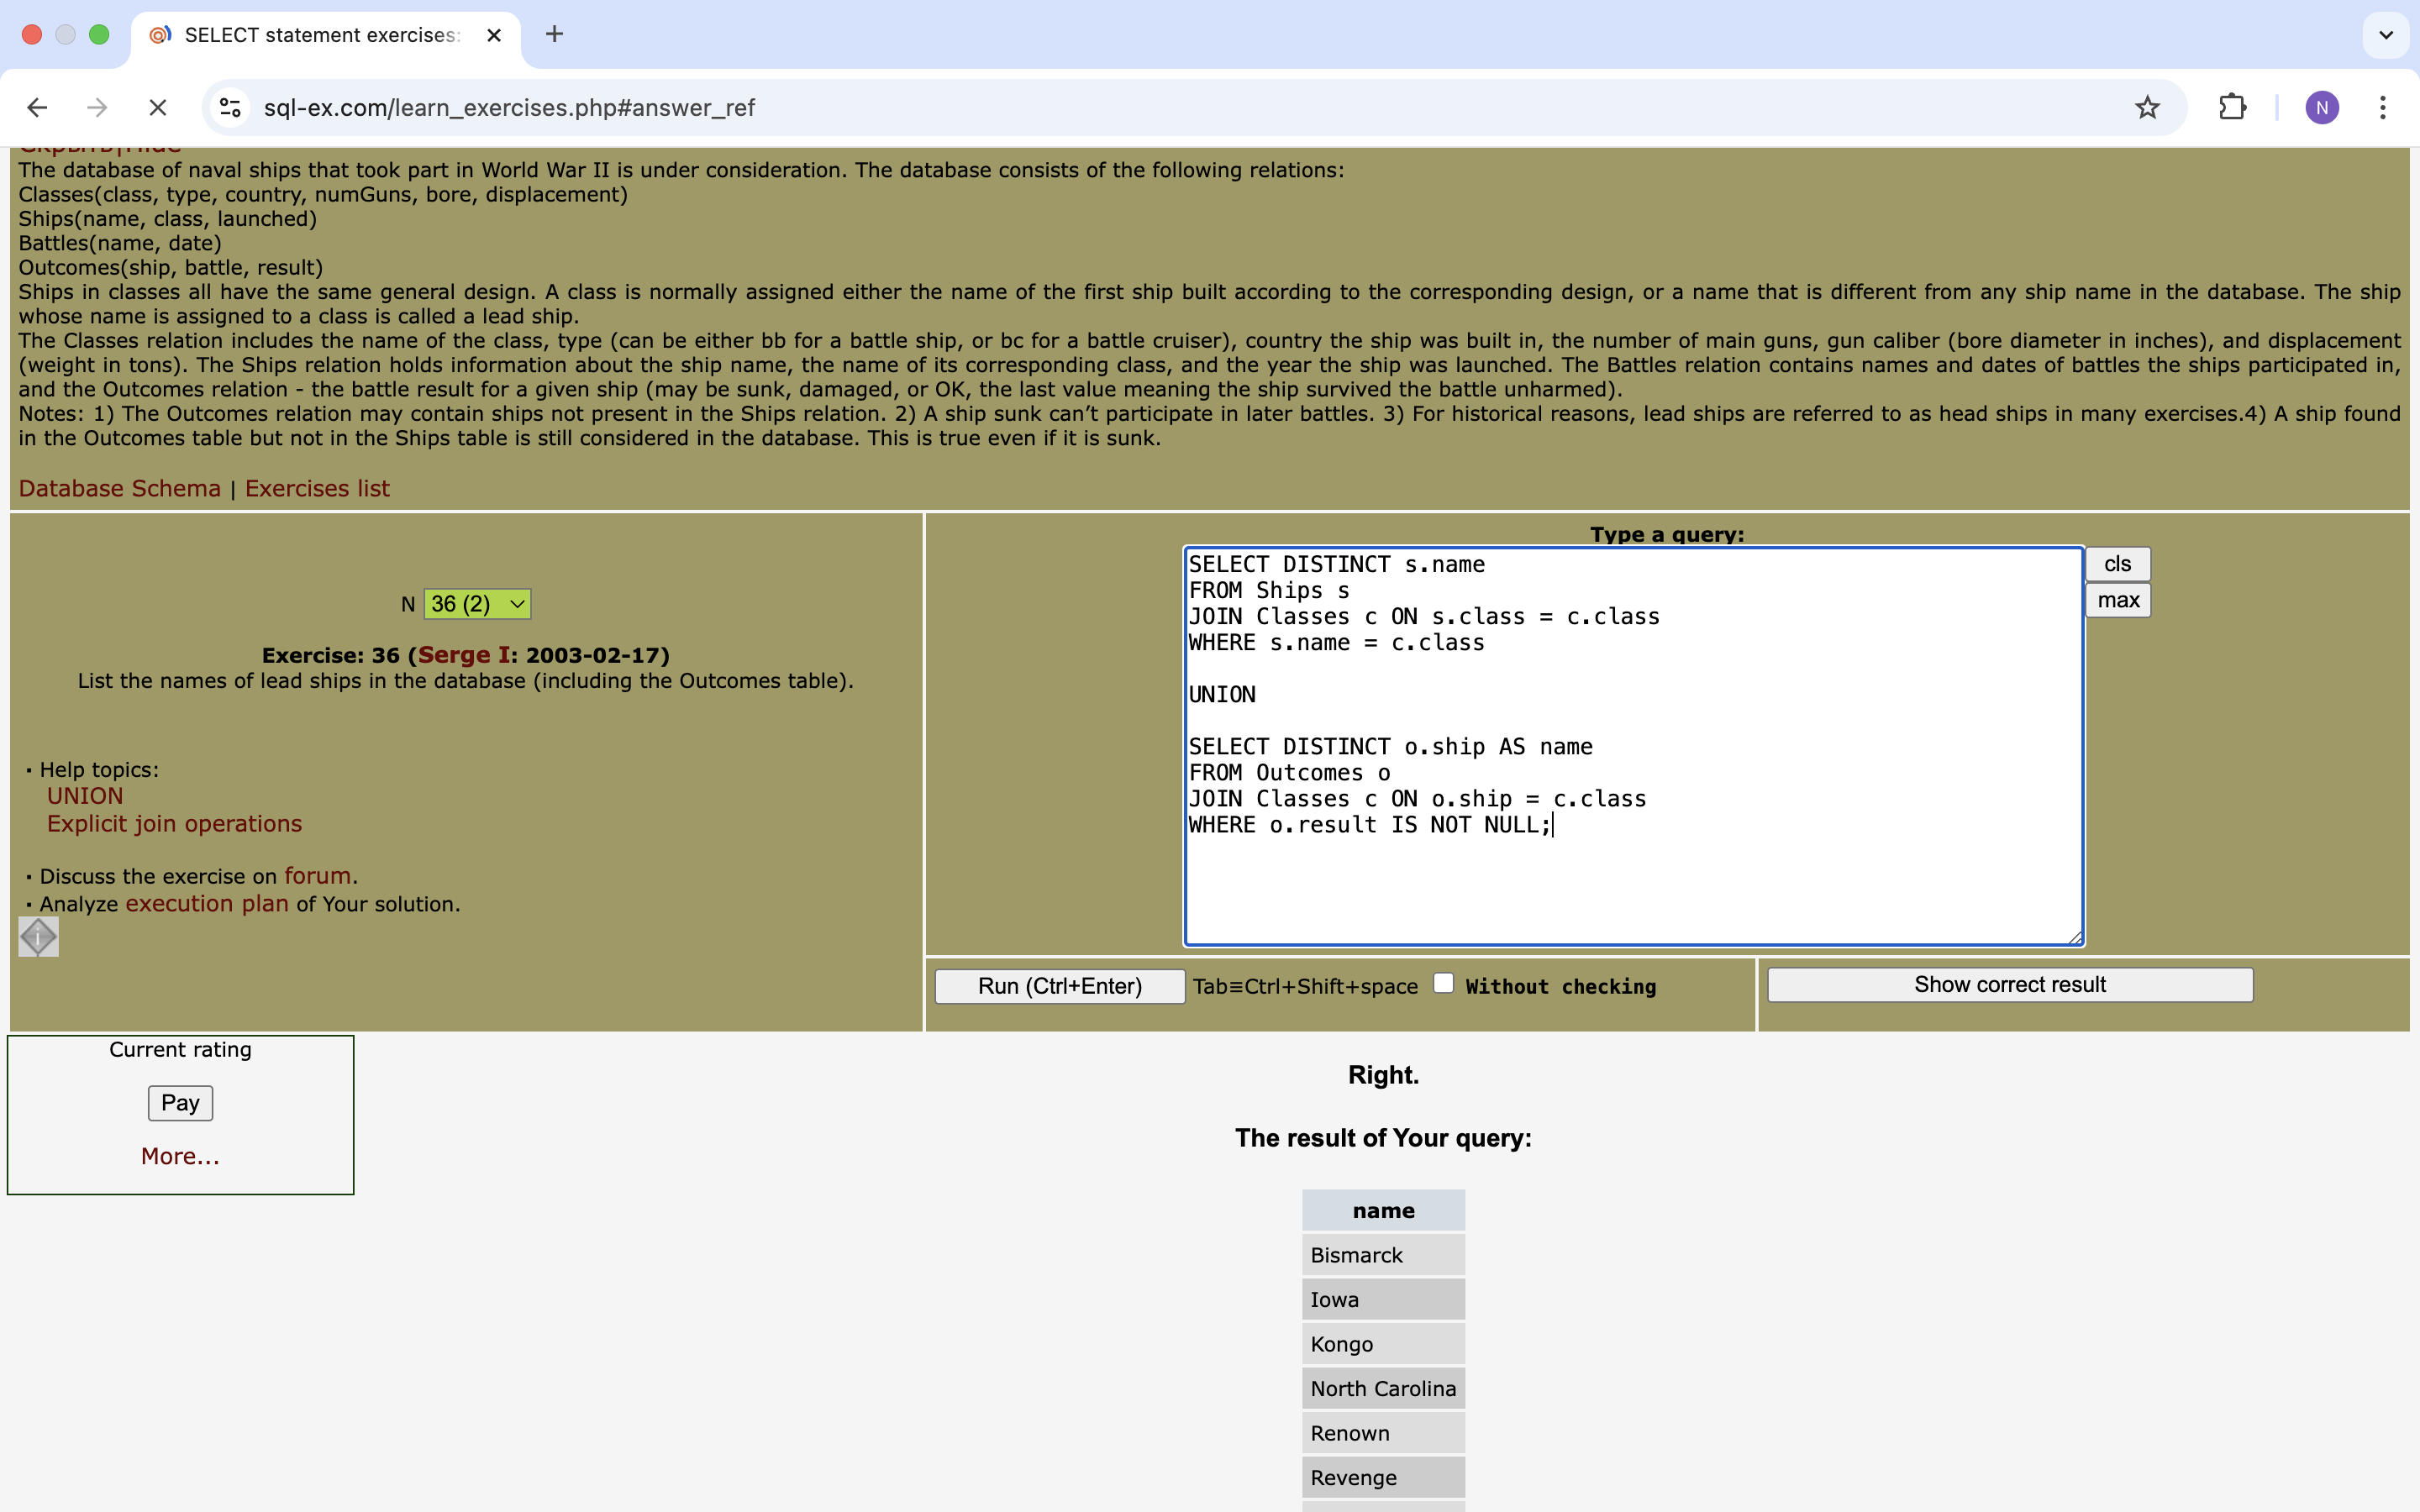 SELECT statement exercises:
sql-ex.com/learn_exercises.php#answer_ref
N
The database of naval ships that took part in World War II is under consideration. The database consists of the following relations:
Classes(class, type, country, numGuns, bore, displacement)
Ships(name, class, launched)
Battles(name, date)
Outcomes(ship, battle, result)
Ships in classes all have the same general design. A class is normally assigned either the name of the first ship built according to the corresponding design, or a name that is different from any ship name in the database. The ship
whose name is assigned to a class is called a lead ship.
The Classes relation includes the name of the class, type (can be either bb for a battle ship, or bc for a battle cruiser), country the ship was built in, the number of main guns, gun caliber (bore diameter in inches), and displacement
(weight in tons). The Ships relation holds information about the ship name, the name of its corresponding class, and the year the ship was launched. The Battles relation contains names and dates of battles the ships participated in,
and the Outcomes relation - the battle result for a given ship (may be sunk, damaged, or OK, the last value meaning the ship survived the battle unharmed).
Notes: 1) The Outcomes relation may contain ships not present in the Ships relation. 2) A ship sunk can’t participate in later battles. 3) For historical reasons, lead ships are referred to as head ships in many exercises.4) A ship found
in the Outcomes table but not in the Ships table is still considered in the database. This is true even if it is sunk.
Database Schema | Exercises list
N 36 (2)
Exercise: 36 (Serge I: 2003-02-17)
List the names of lead ships in the database (including the Outcomes table).
· Help topics:
UNION
Explicit join operations
· Discuss the exercise on forum.
· Analyze execution plan of Your solution.
Type a query:
SELECT DISTINCT s.name
FROM Ships s
JOIN Classes c ON s.class = c.class
WHERE s.name = c.class
UNION
SELECT DISTINCT o.ship AS name
FROM Outcomes o
JOIN Classes c ON o.ship = c.class
WHERE o.result IS NOT NULL;
cls
max
Run (Ctrl+Enter) Tab≡Ctrl+Shift+space Without checking
Show correct result
Current rating
Pay
More...
Right.
The result of Your query:
name
Bismarck
Iowa
Kongo
North Carolina
Renown
Revenge